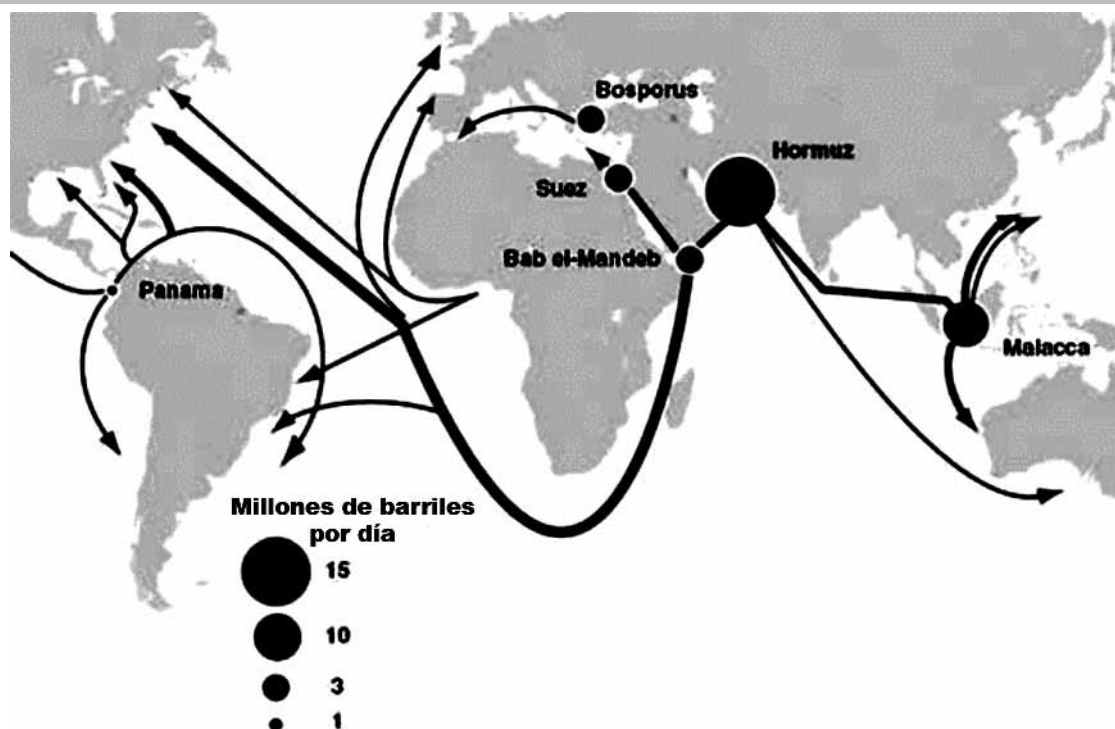 Bosporus
Hormuz
Suez
Bab el-Mandeb
Panama
Malacca
Millones de barriles
por día
15
10
3
1